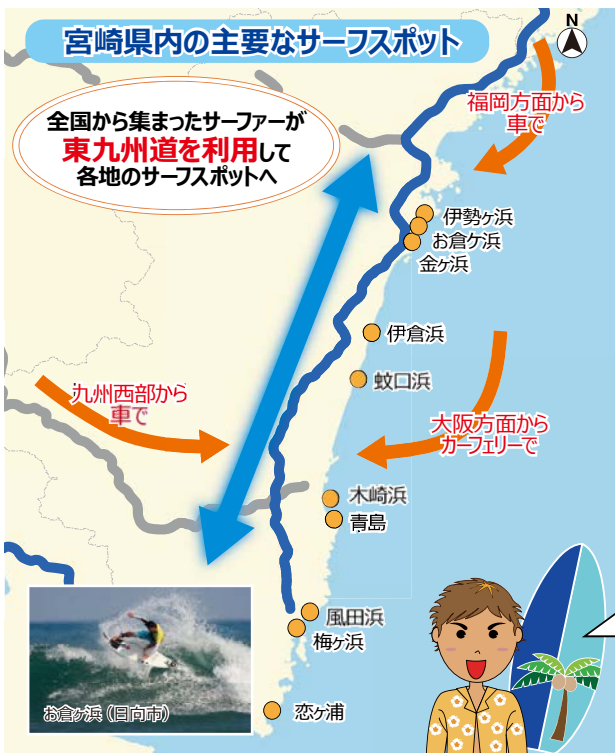 宮崎県内の主要なサーフスポット
N
全国から集まったサーファーが
東九州道を利用して
各地のサーフスポットへ
福岡方面から
車で
伊勢ヶ浜
お倉ケ浜
金ヶ浜
伊倉浜
蚊口浜
九州西部から
車で
大阪方面から
カーフェリーで
木崎浜
青島
風田浜
梅ヶ浜
恋ヶ浦
お倉ヶ浜（日向市）